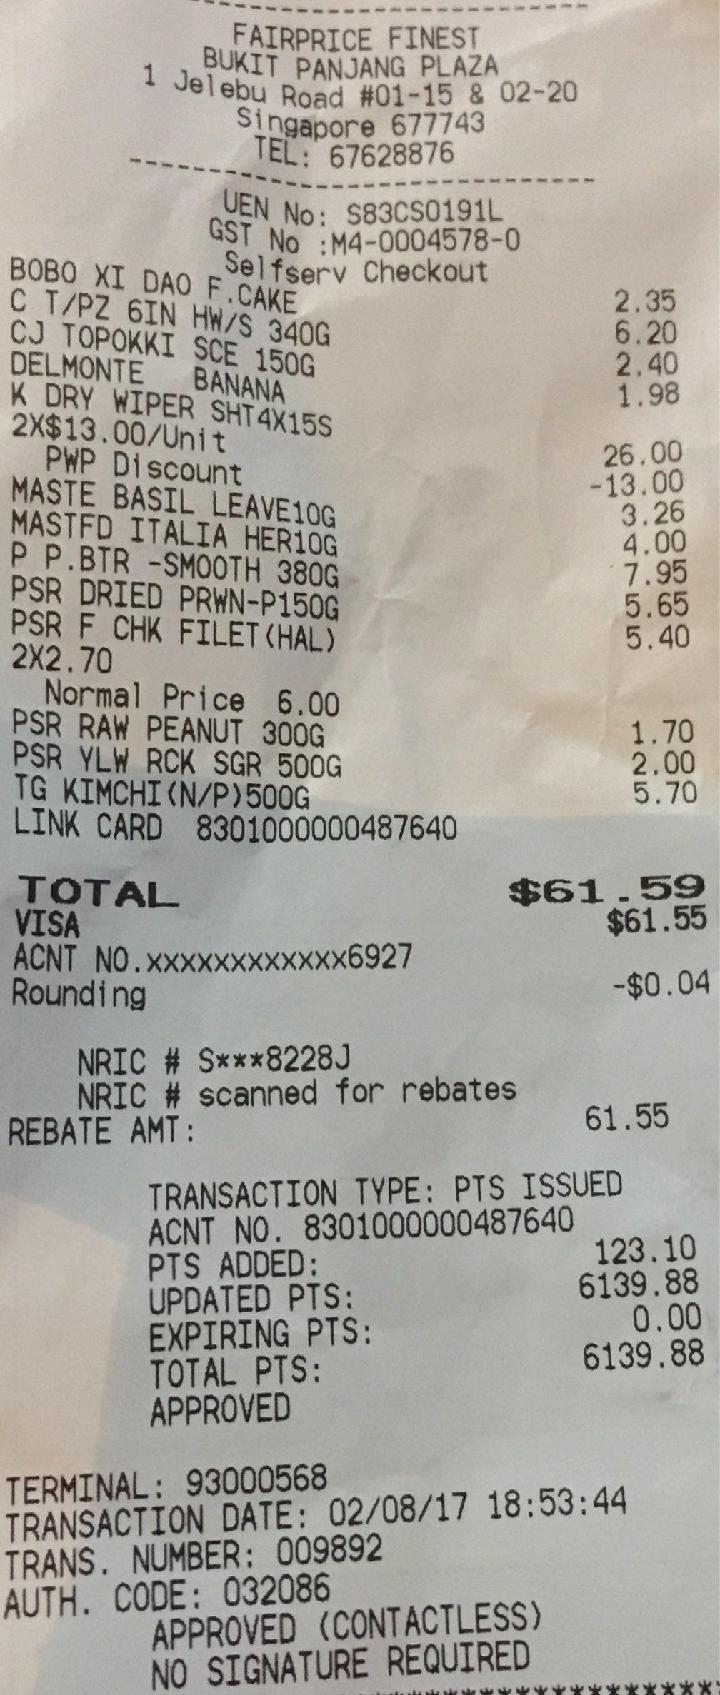 FAIRPRICE FINEST
BUKIT PANJANG PLAZA
1 Jelebu Road #01-15 & 02-20
Singapore 677743
TEL: 67628876
UEN No: S83CS0191L
GST No :M4-0004578-0
Selfserv Checkout
BOBO XI DAO F.CAKE 2.35
C T/PZ 6IN HW/S 340G 6.20
CJ TOPOKKI SCE 150G 2.40
DELMONTE BANANA 1.98
K DRY WIPER SHT4X15S
2X$13.00/Unit 26.00
PWP Discount -13.00
MASTE BASIL LEAVE10G 3.26
MASTFD ITALIA HER10G 4.00
P P.BTR -SMOOTH 380G 7.95
PSR DRIED PRWN-P150G 5.65
PSR F CHK FILET(HAL) 5.40
2X2.70
Normal Price 6.00
PSR RAW PEANUT 300G 1.70
PSR YLW RCK SGR 500G 2.00
TG KIMCHI(N/P)500G 5.70
LINK CARD 8301000000487640
TOTAL $61.59
VISA $61.55
ACNT NO.xxxxxxxxxxxx6927
Rounding -$0.04
NRIC # S***8228J
NRIC # scanned for rebates
REBATE AMT: 61.55
TRANSACTION TYPE: PTS ISSUED
ACNT NO. 8301000000487640
PTS ADDED: 123.10
UPDATED PTS: 6139.88
EXPIRING PTS: 0.00
TOTAL PTS: 6139.88
APPROVED
TERMINAL: 93000568
TRANSACTION DATE: 02/08/17 18:53:44
TRANS. NUMBER: 009892
AUTH. CODE: 032086
APPROVED (CONTACTLESS)
NO SIGNATURE REQUIRED